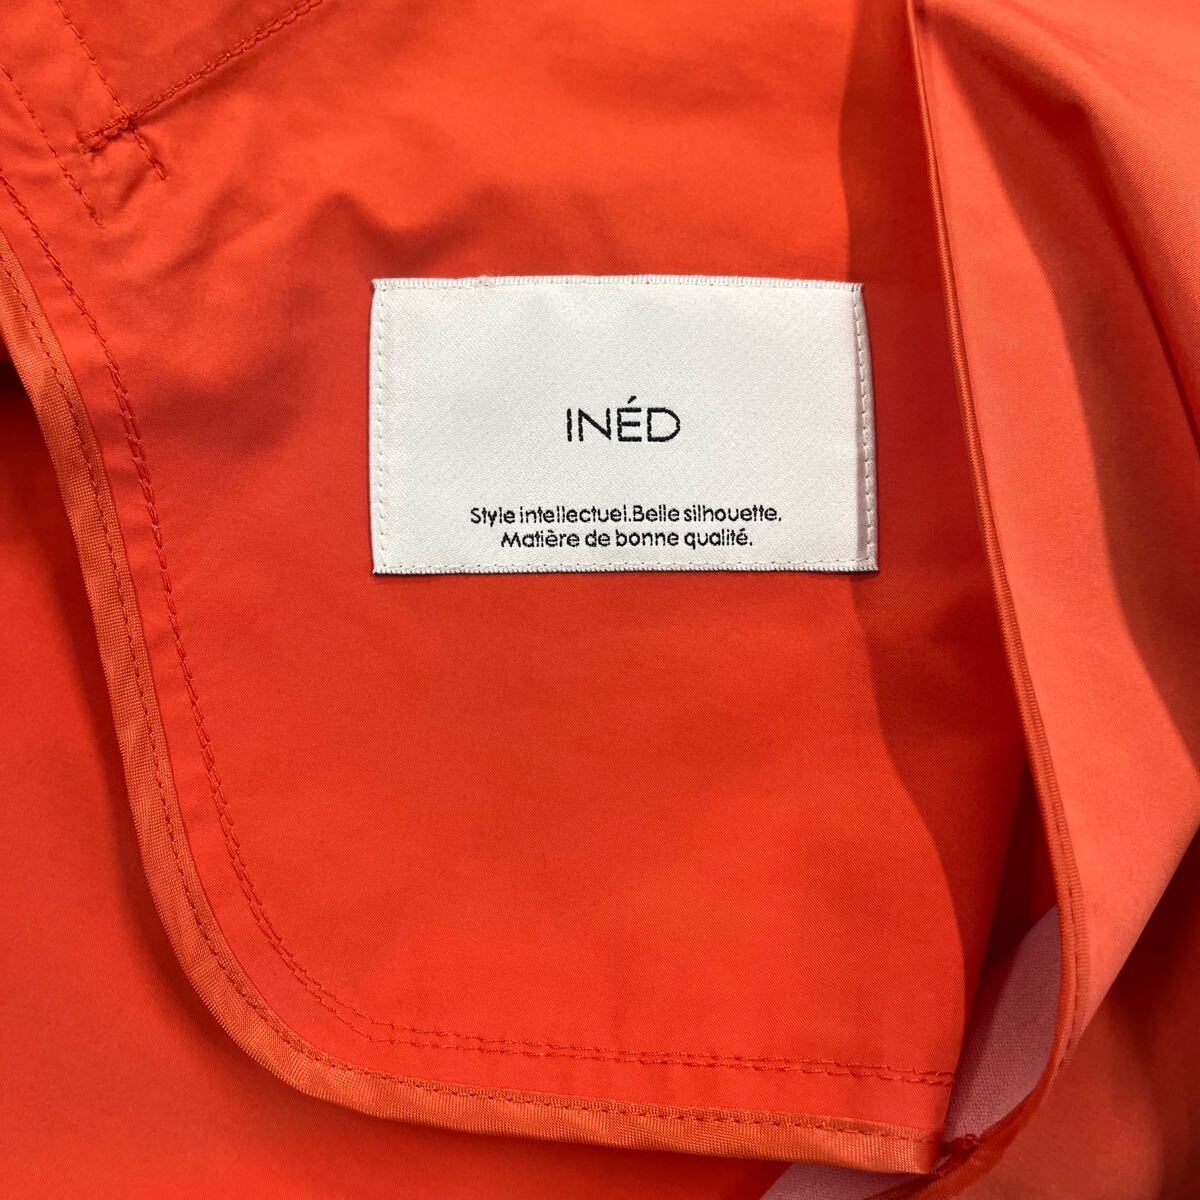 INÉD
Style intellectuel.Belle silhouette.
Matière de bonne qualité.